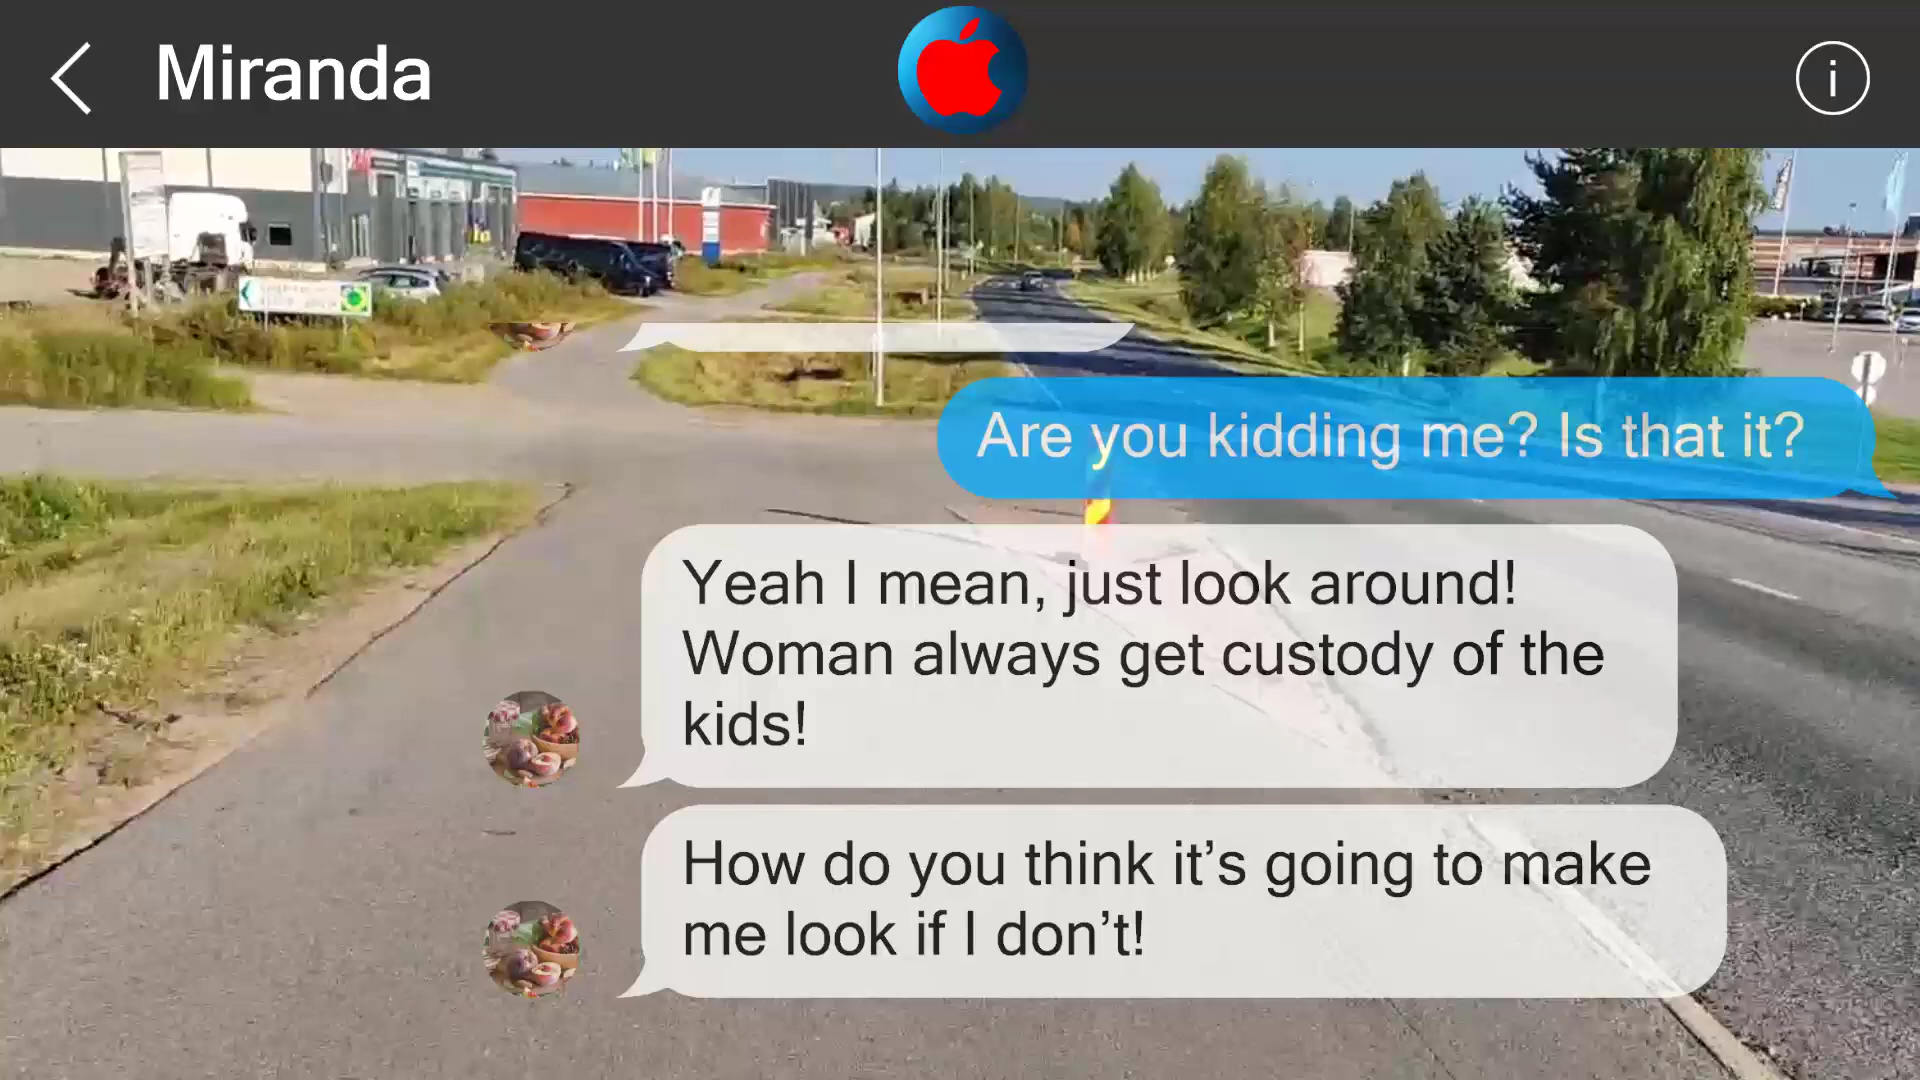 Miranda
i
Are you kidding me? Is that it?
Yeah I mean, just look around!
Woman always get custody of the
kids!
How do you think it’s going to make
me look if I don’t!